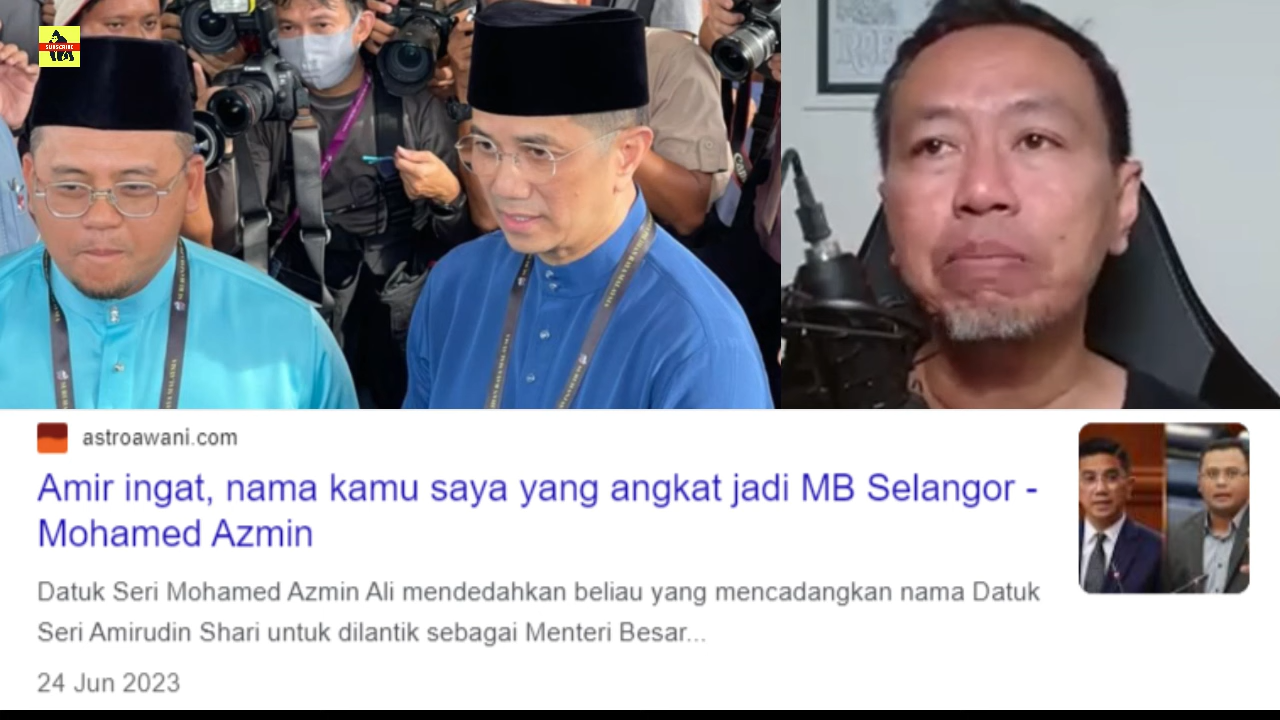 SUBSCRIBE
astroawani.com
Amir ingat, nama kamu saya yang angkat jadi MB Selangor -
Mohamed Azmin
Datuk Seri Mohamed Azmin Ali mendedahkan beliau yang mencadangkan nama Datuk
Seri Amirudin Shari untuk dilantik sebagai Menteri Besar...
24 Jun 2023